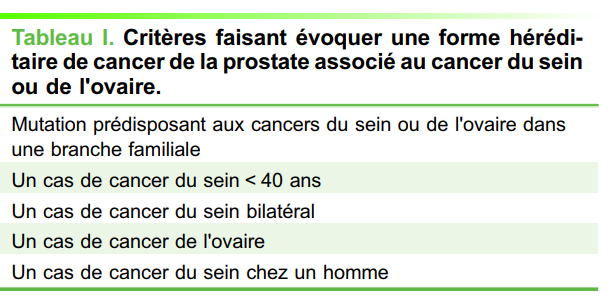 Tableau I. Critères faisant évoquer une forme hérédi-
taire de cancer de la prostate associé au cancer du sein
ou de l'ovaire.
Mutation prédisposant aux cancers du sein ou de l'ovaire dans
une branche familiale
Un cas de cancer du sein < 40 ans
Un cas de cancer du sein bilatéral
Un cas de cancer de l'ovaire
Un cas de cancer du sein chez un homme